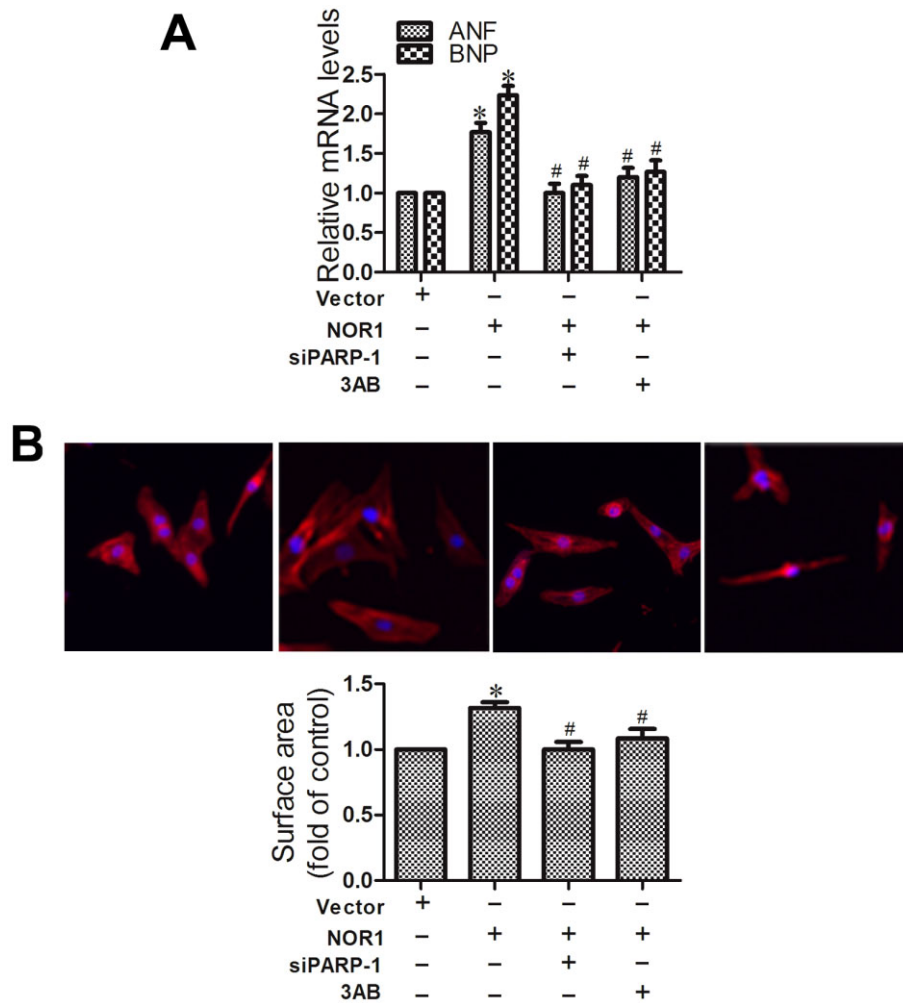 A
ANF
BNP
Relative mRNA levels
2.5
2.0
1.5
1.0
0.5
0.0
* *
# #
# #
Vector + – – –
NOR1 – + + +
siPARP-1 – – + –
3AB – – – +
B
Surface area
(fold of control)
1.5
1.0
0.5
0.0
*
#
#
Vector + – – –
NOR1 – + + +
siPARP-1 – – + –
3AB – – – +